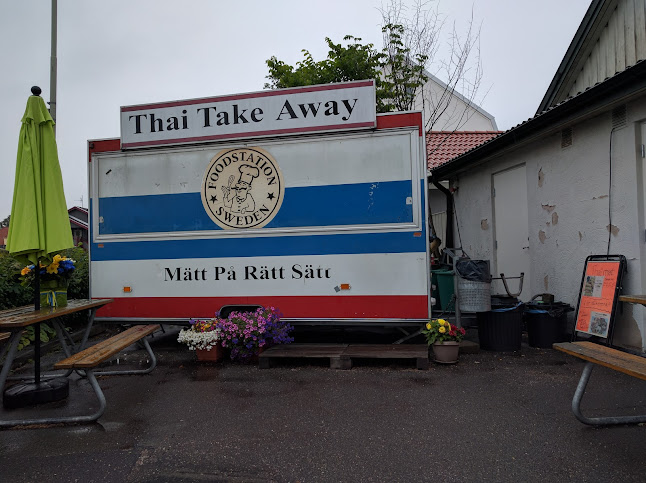 Thai Take Away
FOODSTATION
SWEDEN
Mätt På Rätt Sätt